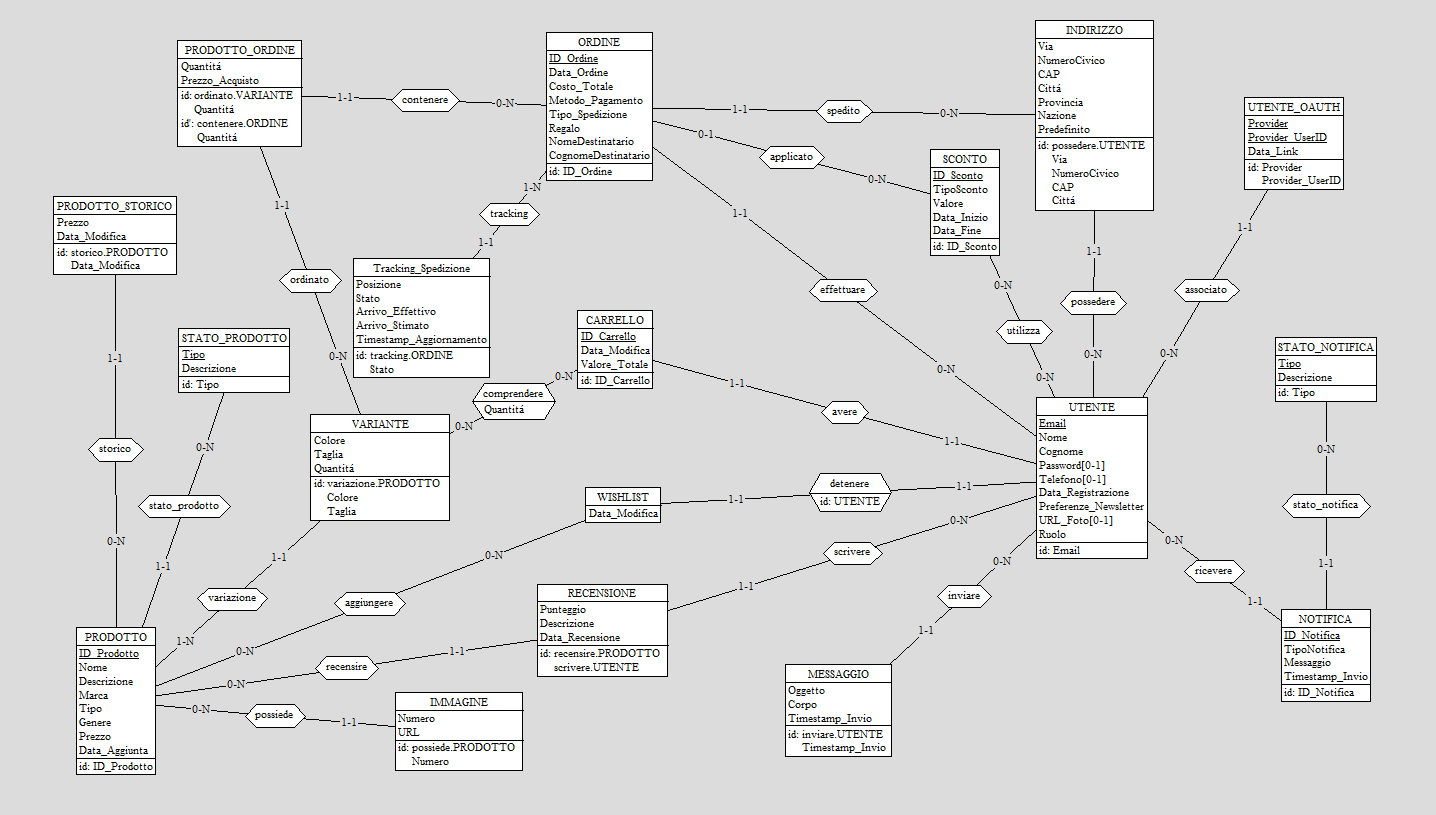 PRODOTTO_ORDINE
Quantitá
Prezzo_Acquisto
id: ordinato.VARIANTE
Quantitá
id': contenere.ORDINE
Quantitá
1-1
contenere
0-N
ORDINE
ID_Ordine
Data_Ordine
Costo_Totale
Metodo_Pagamento
Tipo_Spedizione
Regalo
NomeDestinatario
CognomeDestinatario
id: ID_Ordine
1-1
spedito
0-N
INDIRIZZO
Via
NumeroCivico
CAP
Cittá
Provincia
Nazione
Predefinito
id: possedere.UTENTE
Via
NumeroCivico
CAP
Cittá
UTENTE_OAUTH
Provider
Provider_UserID
Data_Link
id: Provider
Provider_UserID
0-1
applicato
0-N
SCONTO
ID_Sconto
TipoSconto
Valore
Data_Inizio
Data_Fine
id: ID_Sconto
PRODOTTO_STORICO
Prezzo
Data_Modifica
id: storico.PRODOTTO
Data_Modifica
1-1
ordinato
0-N
1-N
tracking
1-1
Tracking_Spedizione
Posizione
Stato
Arrivo_Effettivo
Arrivo_Stimato
Timestamp_Aggiornamento
id: tracking.ORDINE
Stato
1-1
effettuare
0-N
0-N
utilizza
0-N
1-1
possedere
0-N
1-1
associato
0-N
STATO_PRODOTTO
Tipo
Descrizione
id: Tipo
CARRELLO
ID_Carrello
Data_Modifica
Valore_Totale
id: ID_Carrello
STATO_NOTIFICA
Tipo
Descrizione
id: Tipo
1-1
storico
0-N
0-N
stato_prodotto
1-1
0-N
comprendere
Quantitá
0-N
1-1
avere
1-1
VARIANTE
Colore
Taglia
Quantitá
id: variazione.PRODOTTO
Colore
Taglia
UTENTE
Email
Nome
Cognome
Password[0-1]
Telefono[0-1]
Data_Registrazione
Preferenze_Newsletter
URL_Foto[0-1]
Ruolo
id: Email
WISHLIST
Data_Modifica
1-1
detenere
id: UTENTE
1-1
0-N
stato_notifica
1-1
0-N
scrivere
1-1
0-N
ricevere
1-1
1-1
variazione
1-N
0-N
aggiungere
0-N
RECENSIONE
Punteggio
Descrizione
Data_Recensione
id: recensire.PRODOTTO
scrivere.UTENTE
0-N
inviare
1-1
NOTIFICA
ID_Notifica
TipoNotifica
Messaggio
Timestamp_Invio
id: ID_Notifica
PRODOTTO
ID_Prodotto
Nome
Descrizione
Marca
Tipo
Genere
Prezzo
Data_Aggiunta
id: ID_Prodotto
0-N
recensire
1-1
0-N
possiede
1-1
IMMAGINE
Numero
URL
id: possiede.PRODOTTO
Numero
MESSAGGIO
Oggetto
Corpo
Timestamp_Invio
id: inviare.UTENTE
Timestamp_Invio